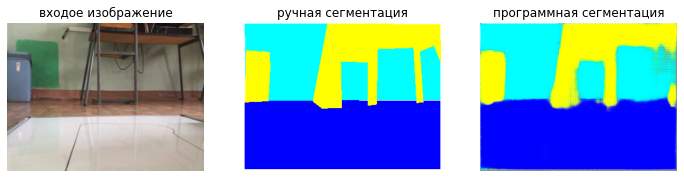 входое изображение
ручная сегментация
программная сегментация